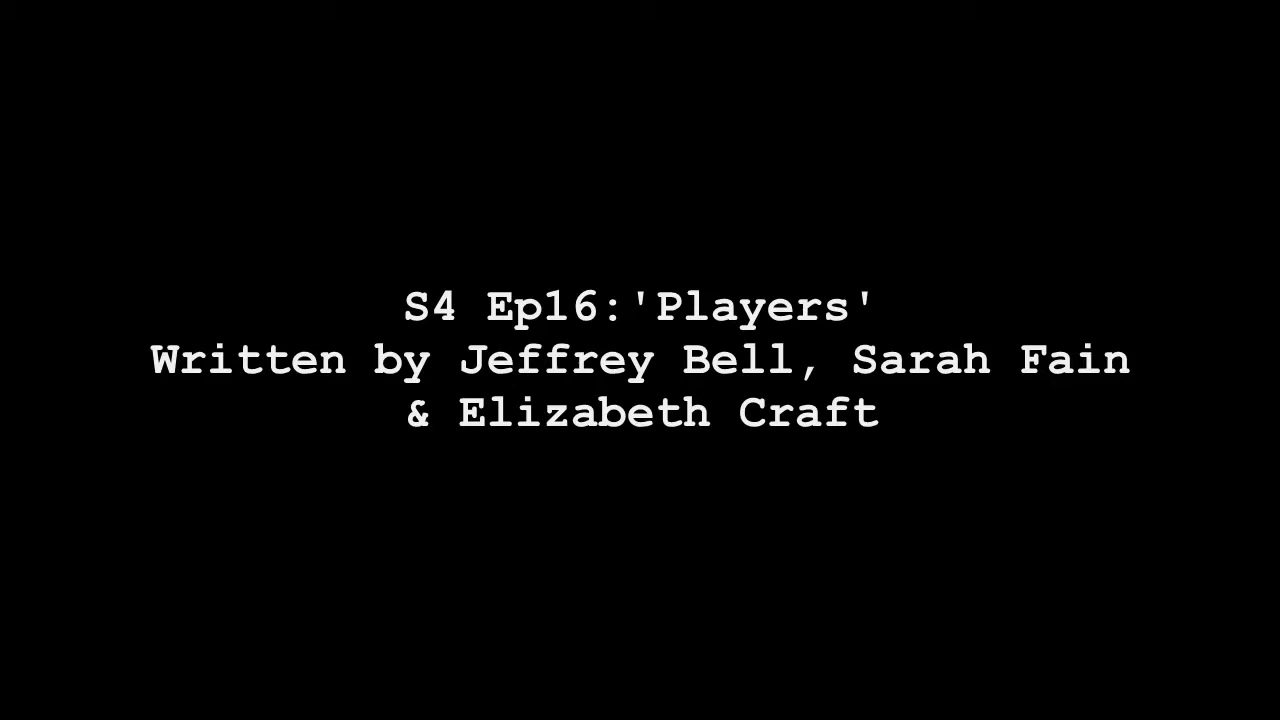 S4 Ep16:'Players'
Written by Jeffrey Bell, Sarah Fain
& Elizabeth Craft